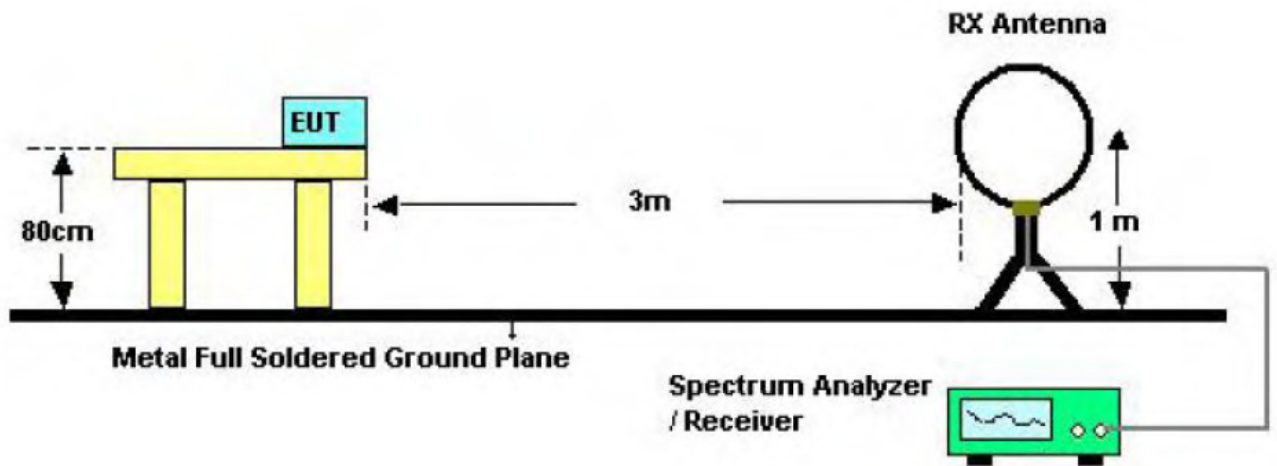 RX Antenna
EUT
80cm
3m
1 m
Metal Full Soldered Ground Plane
Spectrum Analyzer
/ Receiver